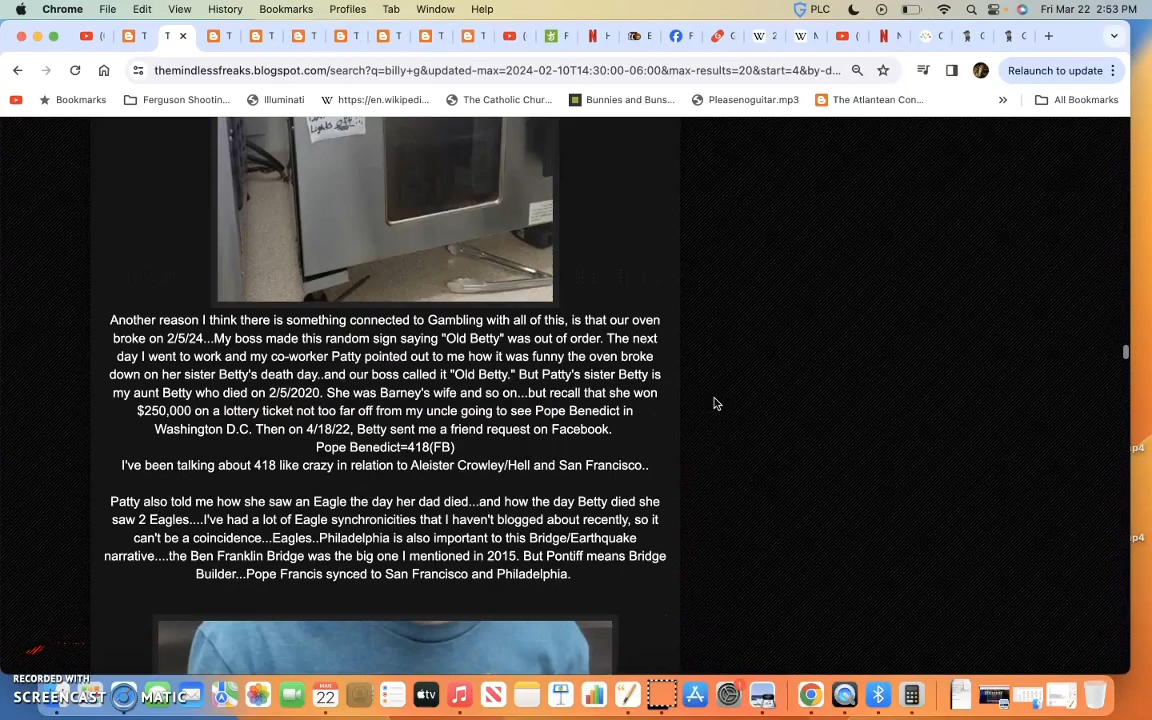 Chrome File Edit View History Bookmarks Profiles Tab Window Help PLC Fri Mar 22 2:53 PM
T T T T T T T T T F H E F C 2 M N C C
themindlessfreaks.blogspot.com/search?q=billy+g&updated-max=2024-02-10T14:30:00-06:00&max-results=20&start=4&by-d... Relaunch to update
Bookmarks Ferguson Shootin... Illuminati https://en.wikipedi... The Catholic Chur... Bunnies and Buns... Pleasenoguitar.mp3 The Atlantean Con... » All Bookmarks
Lights
Another reason I think there is something connected to Gambling with all of this, is that our oven
broke on 2/5/24...My boss made this random sign saying "Old Betty" was out of order. The next
day I went to work and my co-worker Patty pointed out to me how it was funny the oven broke
down on her sister Betty's death day..and our boss called it "Old Betty." But Patty's sister Betty is
my aunt Betty who died on 2/5/2020. She was Barney's wife and so on...but recall that she won
$250,000 on a lottery ticket not too far off from my uncle going to see Pope Benedict in
Washington D.C. Then on 4/18/22, Betty sent me a friend request on Facebook.
Pope Benedict=418(FB)
I've been talking about 418 like crazy in relation to Aleister Crowley/Hell and San Francisco..
Patty also told me how she saw an Eagle the day her dad died...and how the day Betty died she
saw 2 Eagles....I've had a lot of Eagle synchronicities that I haven't blogged about recently, so it
can't be a coincidence...Eagles..Philadelphia is also important to this Bridge/Earthquake
narrative....the Ben Franklin Bridge was the big one I mentioned in 2015. But Pontiff means Bridge
Builder...Pope Francis synced to San Francisco and Philadelphia.
p4
p4
RECORDED WITH
SCREENCAST MATIC
MAR
22
tv